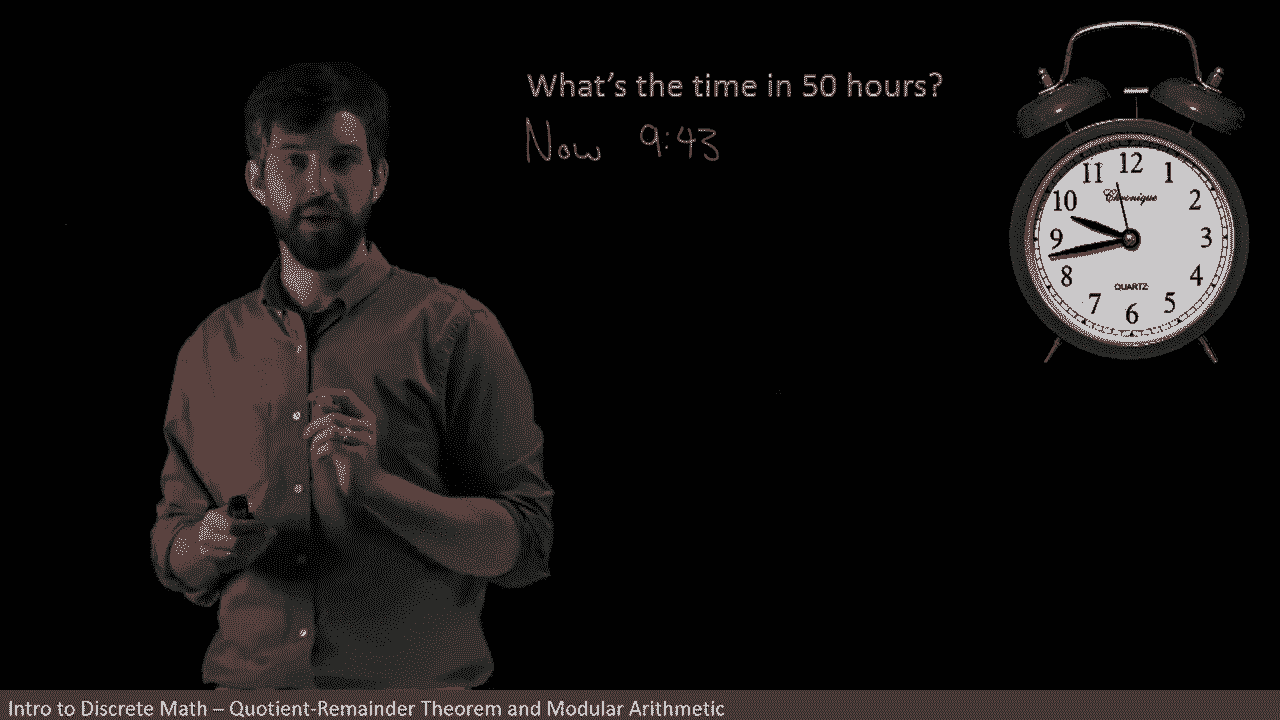 What's the time in 50 hours?
Now 9:43
12
11
1
10
Chronique
2
9
3
8
4
QUARTZ
7
5
6
Intro to Discrete Math – Quotient-Remainder Theorem and Modular Arithmetic